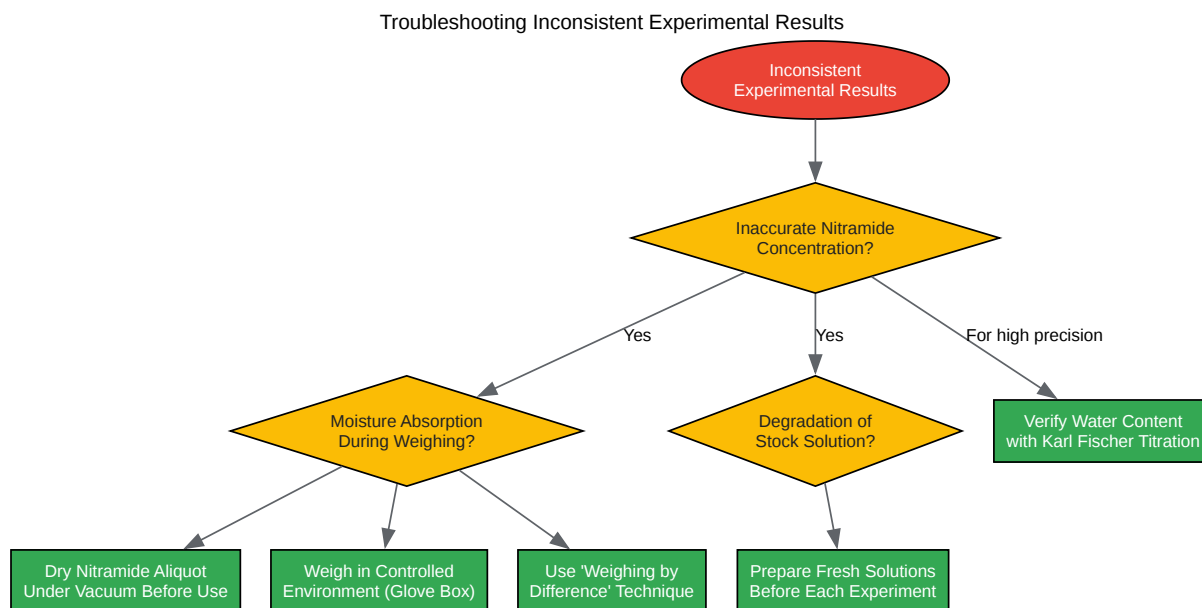 Troubleshooting Inconsistent Experimental Results
Inconsistent
Experimental Results
Inaccurate Nitramide
Concentration?
Yes
Yes
For high precision
Moisture Absorption
During Weighing?
Degradation of
Stock Solution?
Verify Water Content
with Karl Fischer Titration
Dry Nitramide Aliquot
Under Vacuum Before Use
Weigh in Controlled
Environment (Glove Box)
Use 'Weighing by
Difference' Technique
Prepare Fresh Solutions
Before Each Experiment